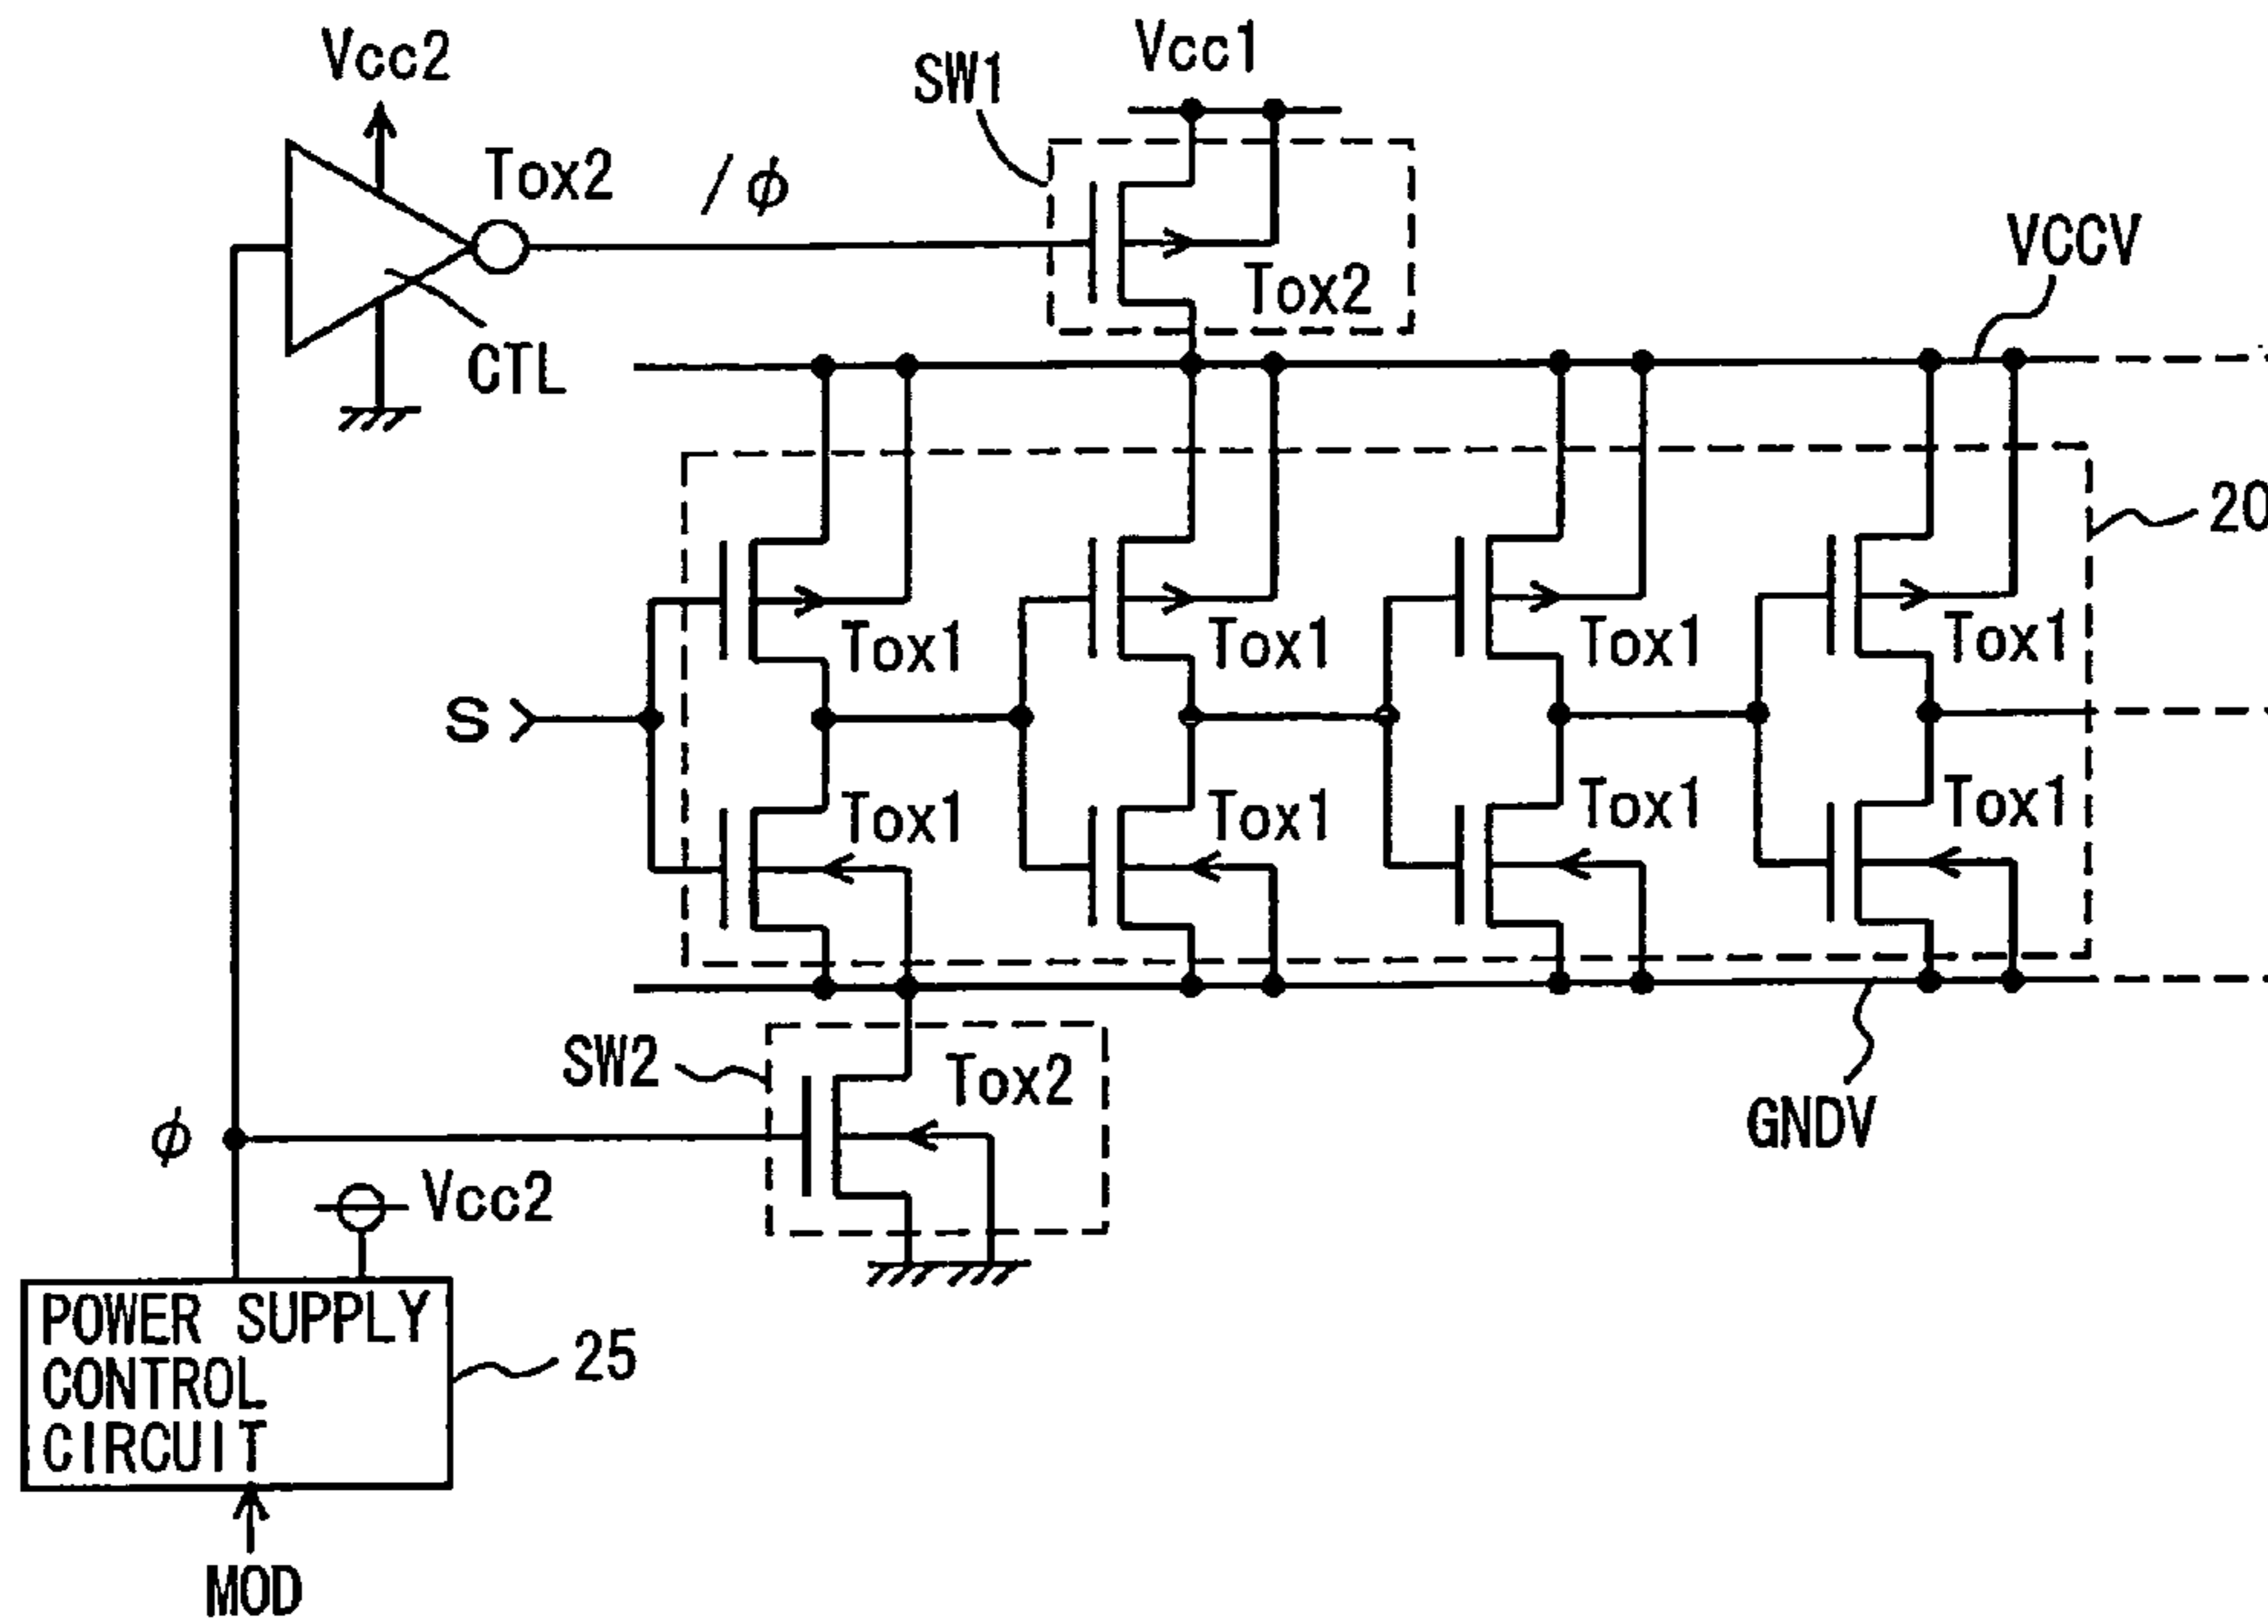 Vcc2
Vcc1
SW1
Tox2
/φ
VCCV
Tox2
CTL
20
Tox1
Tox1
Tox1
Tox1
S
Tox1
Tox1
Tox1
Tox1
SW2
Tox2
GNDV
φ
Vcc2
POWER SUPPLY
CONTROL
CIRCUIT
25
MOD